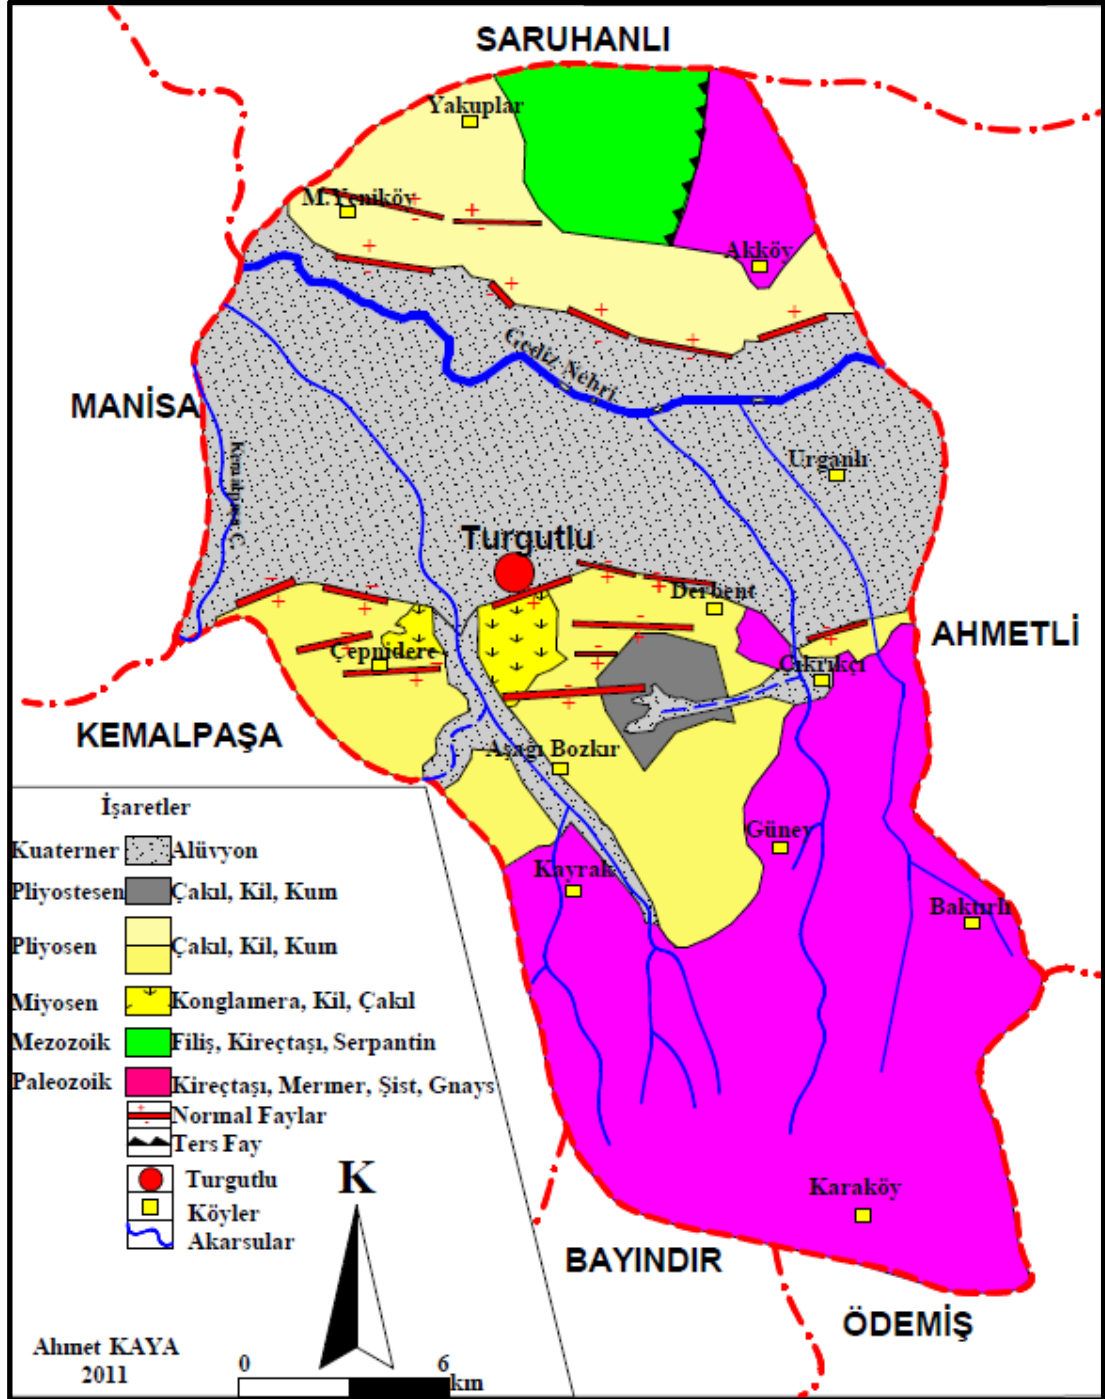 SARUHANLI
Yakuplar
M.Yeniköy
Akköy
Gediz Nehri
MANİSA
Urganlı
Kemalpaşa Ç.
Turgutlu
Derbent
AHMETLİ
Çepnidere
Çıkrıkçı
KEMALPAŞA
Aşağı Bozkır
İşaretler
Güney
Kuaterner Alüvyon
Kayrak
Pliyostesen Çakıl, Kil, Kum
Baktırlı
Pliyosen Çakıl, Kil, Kum
Miyosen Konglamera, Kil, Çakıl
Mezozoik Filiş, Kireçtaşı, Serpantin
Paleozoik Kireçtaşı, Mermer, Şist, Gnays
Normal Faylar
Ters Fay
Turgutlu
K
Karaköy
Köyler
Akarsular
BAYINDIR
ÖDEMİŞ
Ahmet KAYA
2011
0 6
km